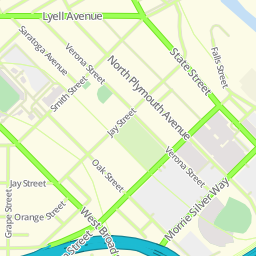 Lyell Avenue
Saratoga Avenue
Verona Street
State Street
Falls Street
North Plymouth Avenue
Smith Street
Jay Street
Verona Street
Oak Street
Jay Street
Grape Street
Orange Street
West Broad
Street
Morrie Silver Way